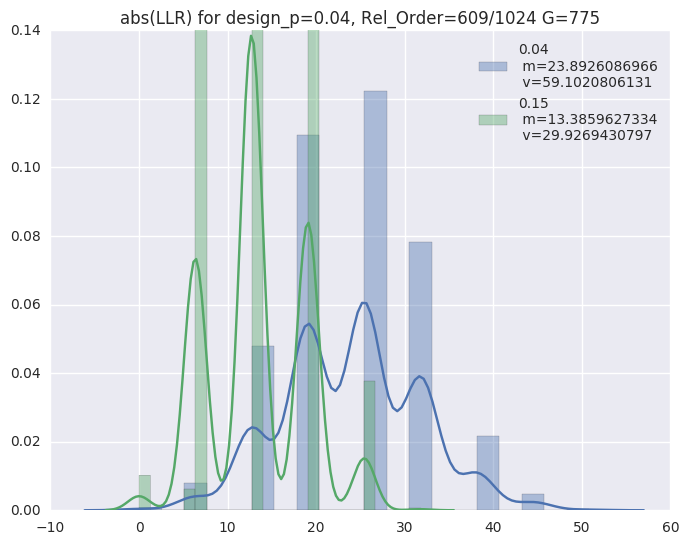 abs(LLR) for design_p=0.04, Rel_Order=609/1024 G=775
0.14
0.12
0.10
0.08
0.06
0.04
0.02
0.00
0.04
m=23.8926086966
v=59.1020806131
0.15
m=13.3859627334
v=29.9269430797
-10 0 10 20 30 40 50 60